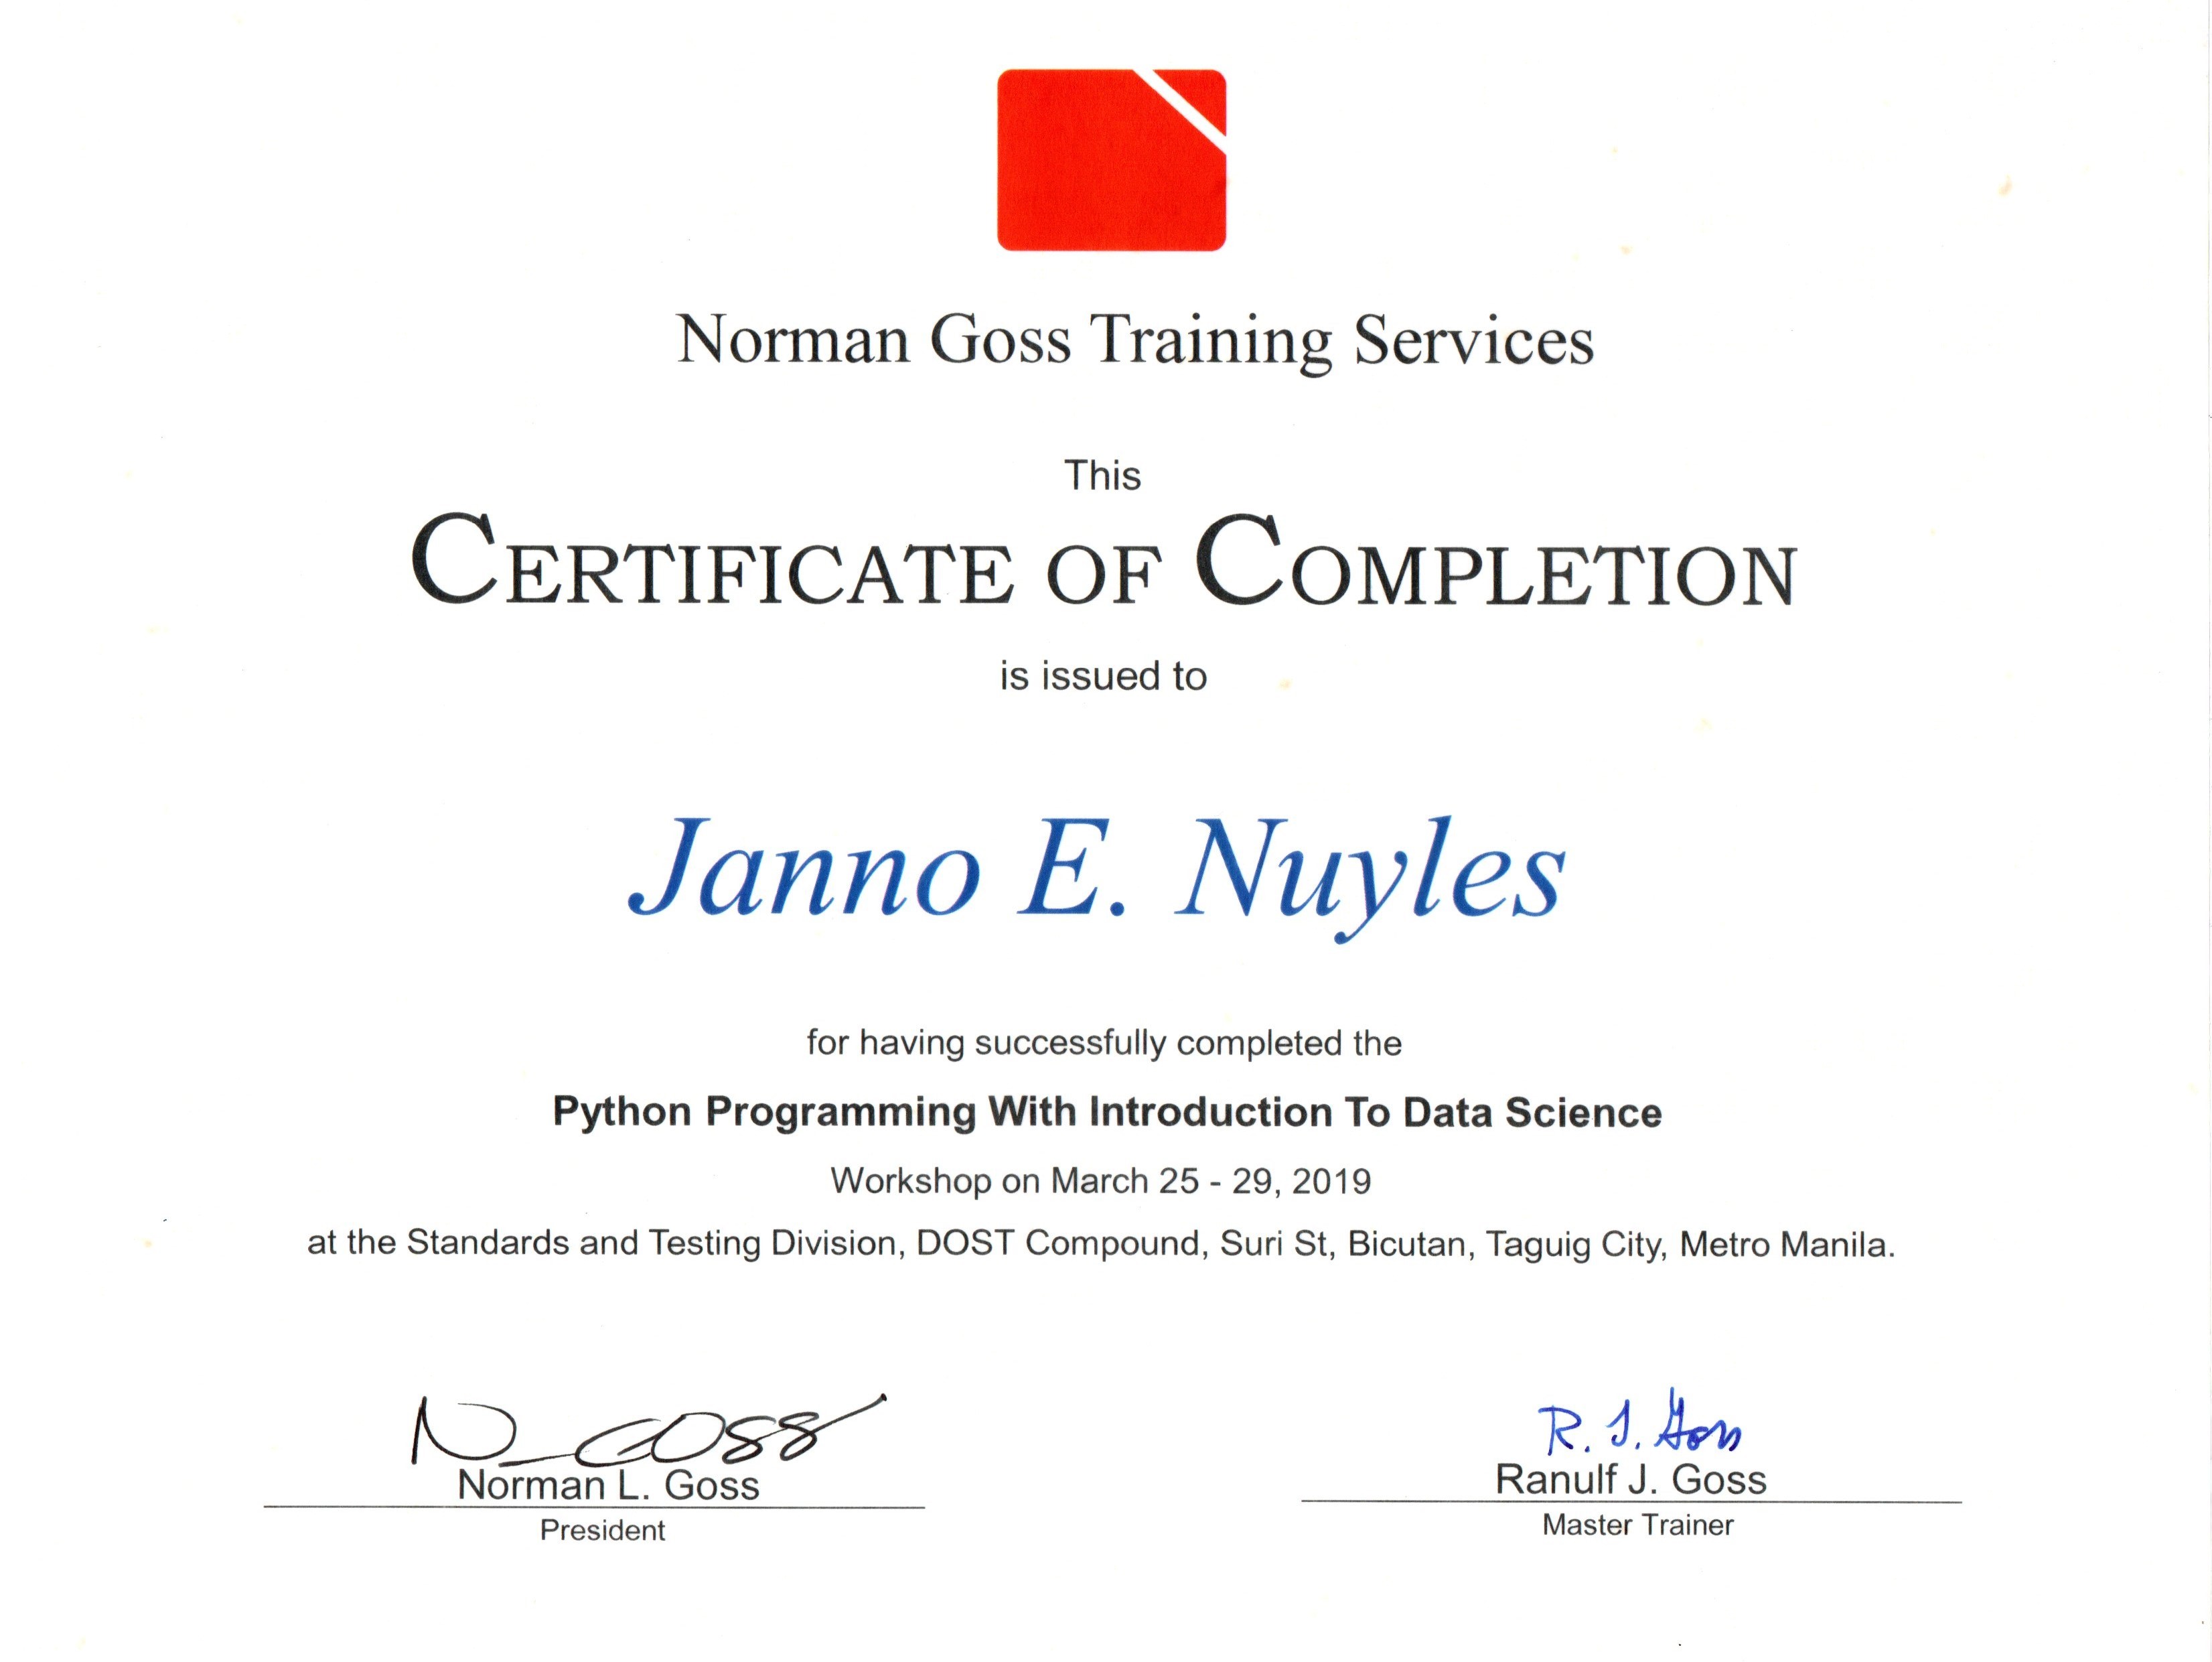 Norman Goss Training Services
This
CERTIFICATE OF COMPLETION
is issued to
Janno E. Nuyles
for having successfully completed the
Python Programming With Introduction To Data Science
Workshop on March 25 - 29, 2019
at the Standards and Testing Division, DOST Compound, Suri St, Bicutan, Taguig City, Metro Manila.
N Goss
Norman L. Goss
President
R. J. Goss
Ranulf J. Goss
Master Trainer